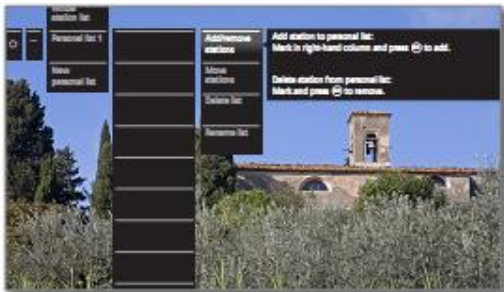 station list
Personal list 1
New
personal list
Add/remove
stations
Move
stations
Delete list
Rename list
Add station to personal list:
Mark in right-hand column and press OK to add.
Delete station from personal list:
Mark and press OK to remove.